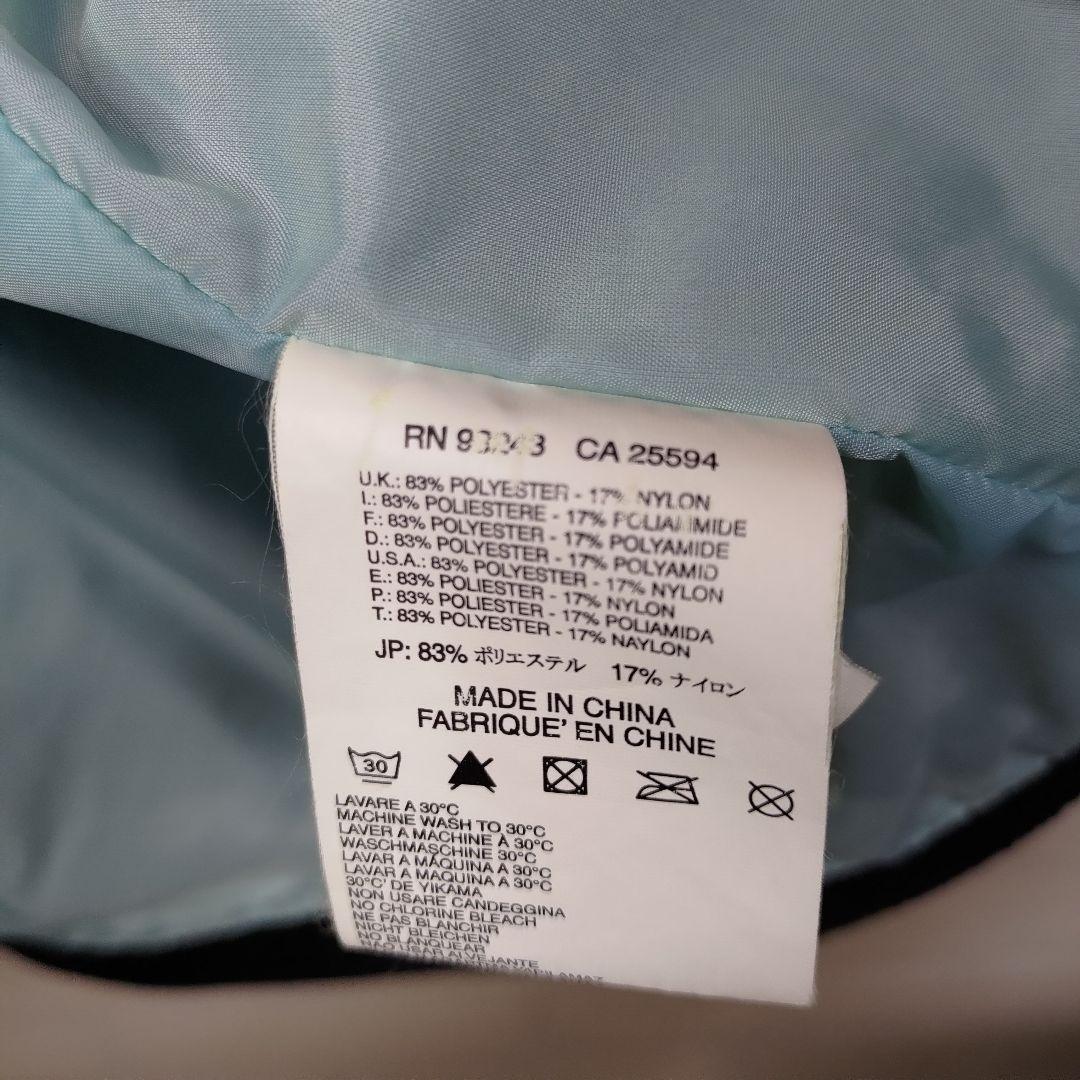 CA 25594
U.K.: 83% POLYESTER - 17% NYLON
I.: 83% POLIESTERE - 17%
F.: 83% POLYESTER - 17% POLYAMIDE
D.: 83% POLYESTER - 17% POLYAMID
U.S.A.: 83% POLYESTER - 17% NYLON
E.: 83% POLIESTER - 17% NYLON
P.: 83% POLIESTER - 17% POLIAMIDA
T.: 83% POLYESTER - 17% NAYLON
JP: 83% ポリエステル 17% ナイロン
MADE IN CHINA
FABRIQUE' EN CHINE
30
LAVARE A 30°C
MACHINE WASH TO 30°C
LAVER A MACHINE À 30°C
WASCHMASCHINE 30°C
LAVAR A MÁQUINA A 30°C
LAVAR A MAQUINA A 30°C
30°C' DE YIKAMA
NON USARE CANDEGGINA
NO CHLORINE BLEACH
NE PAS BLANCHIR
NICHT BLEICHEN
NO BLANQUEAR
NÃO USAR ALVEJANTE